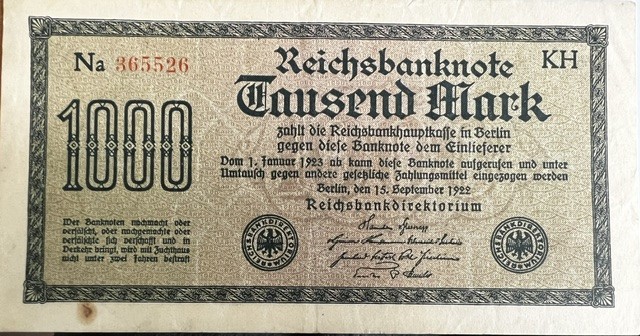 Na 365526
KH
Reichsbanknote
Tausend Mark
1000
zahlt die Reichsbankhauptkasse in Berlin
gegen diese Banknote dem Einlieferer
Vom 1. Januar 1923 ab kann diese Banknote aufgerufen und unter
Umtausch gegen andere gesetzliche Zahlungsmittel eingezogen werden
Berlin, den 15. September 1922
Reichsbankdirektorium
Wer Banknoten nachmacht oder
verfälscht, oder nachgemachte oder
verfälschte sich verschafft und in
Verkehr bringt, wird mit Zuchthaus
nicht unter zwei Jahren bestraft
REICHSBANKDIREKTORIUM
REICHSBANKDIREKTORIUM